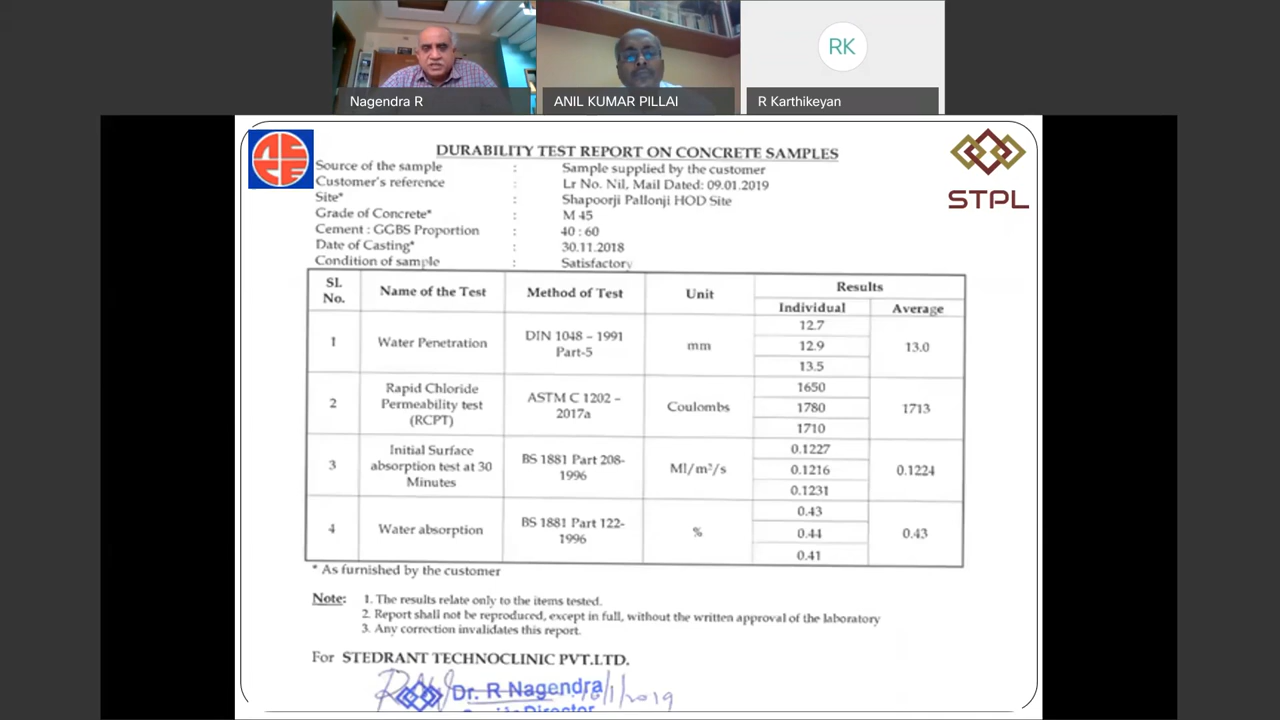 RK
Nagendra R
ANIL KUMAR PILLAI
R Karthikeyan
DURABILITY TEST REPORT ON CONCRETE SAMPLES
STPL
Source of the sample : Sample supplied by the customer
Customer's reference : Lr No. Nil, Mail Dated: 09.01.2019
Site* : Shapoorji Pallonji HOD Site
Grade of Concrete* : M 45
Cement : GGBS Proportion : 40 : 60
Date of Casting* : 30.11.2018
Condition of sample : Satisfactory
Sl. No. Name of the Test Method of Test Unit Results
Individual Average
1 Water Penetration DIN 1048 – 1991 Part-5 mm 12.7 12.9 13.5 13.0
2 Rapid Chloride Permeability test (RCPT) ASTM C 1202 – 2017a Coulombs 1650 1780 1710 1713
3 Initial Surface absorption test at 30 Minutes BS 1881 Part 208-1996 Ml/m²/s 0.1227 0.1216 0.1231 0.1224
4 Water absorption BS 1881 Part 122-1996 % 0.43 0.44 0.41 0.43
* As furnished by the customer
Note: 1. The results relate only to the items tested.
2. Report shall not be reproduced, except in full, without the written approval of the laboratory
3. Any correction invalidates this report.
For STEDRANT TECHNOCLINIC PVT.LTD.
Dr. R Nagendra
Director